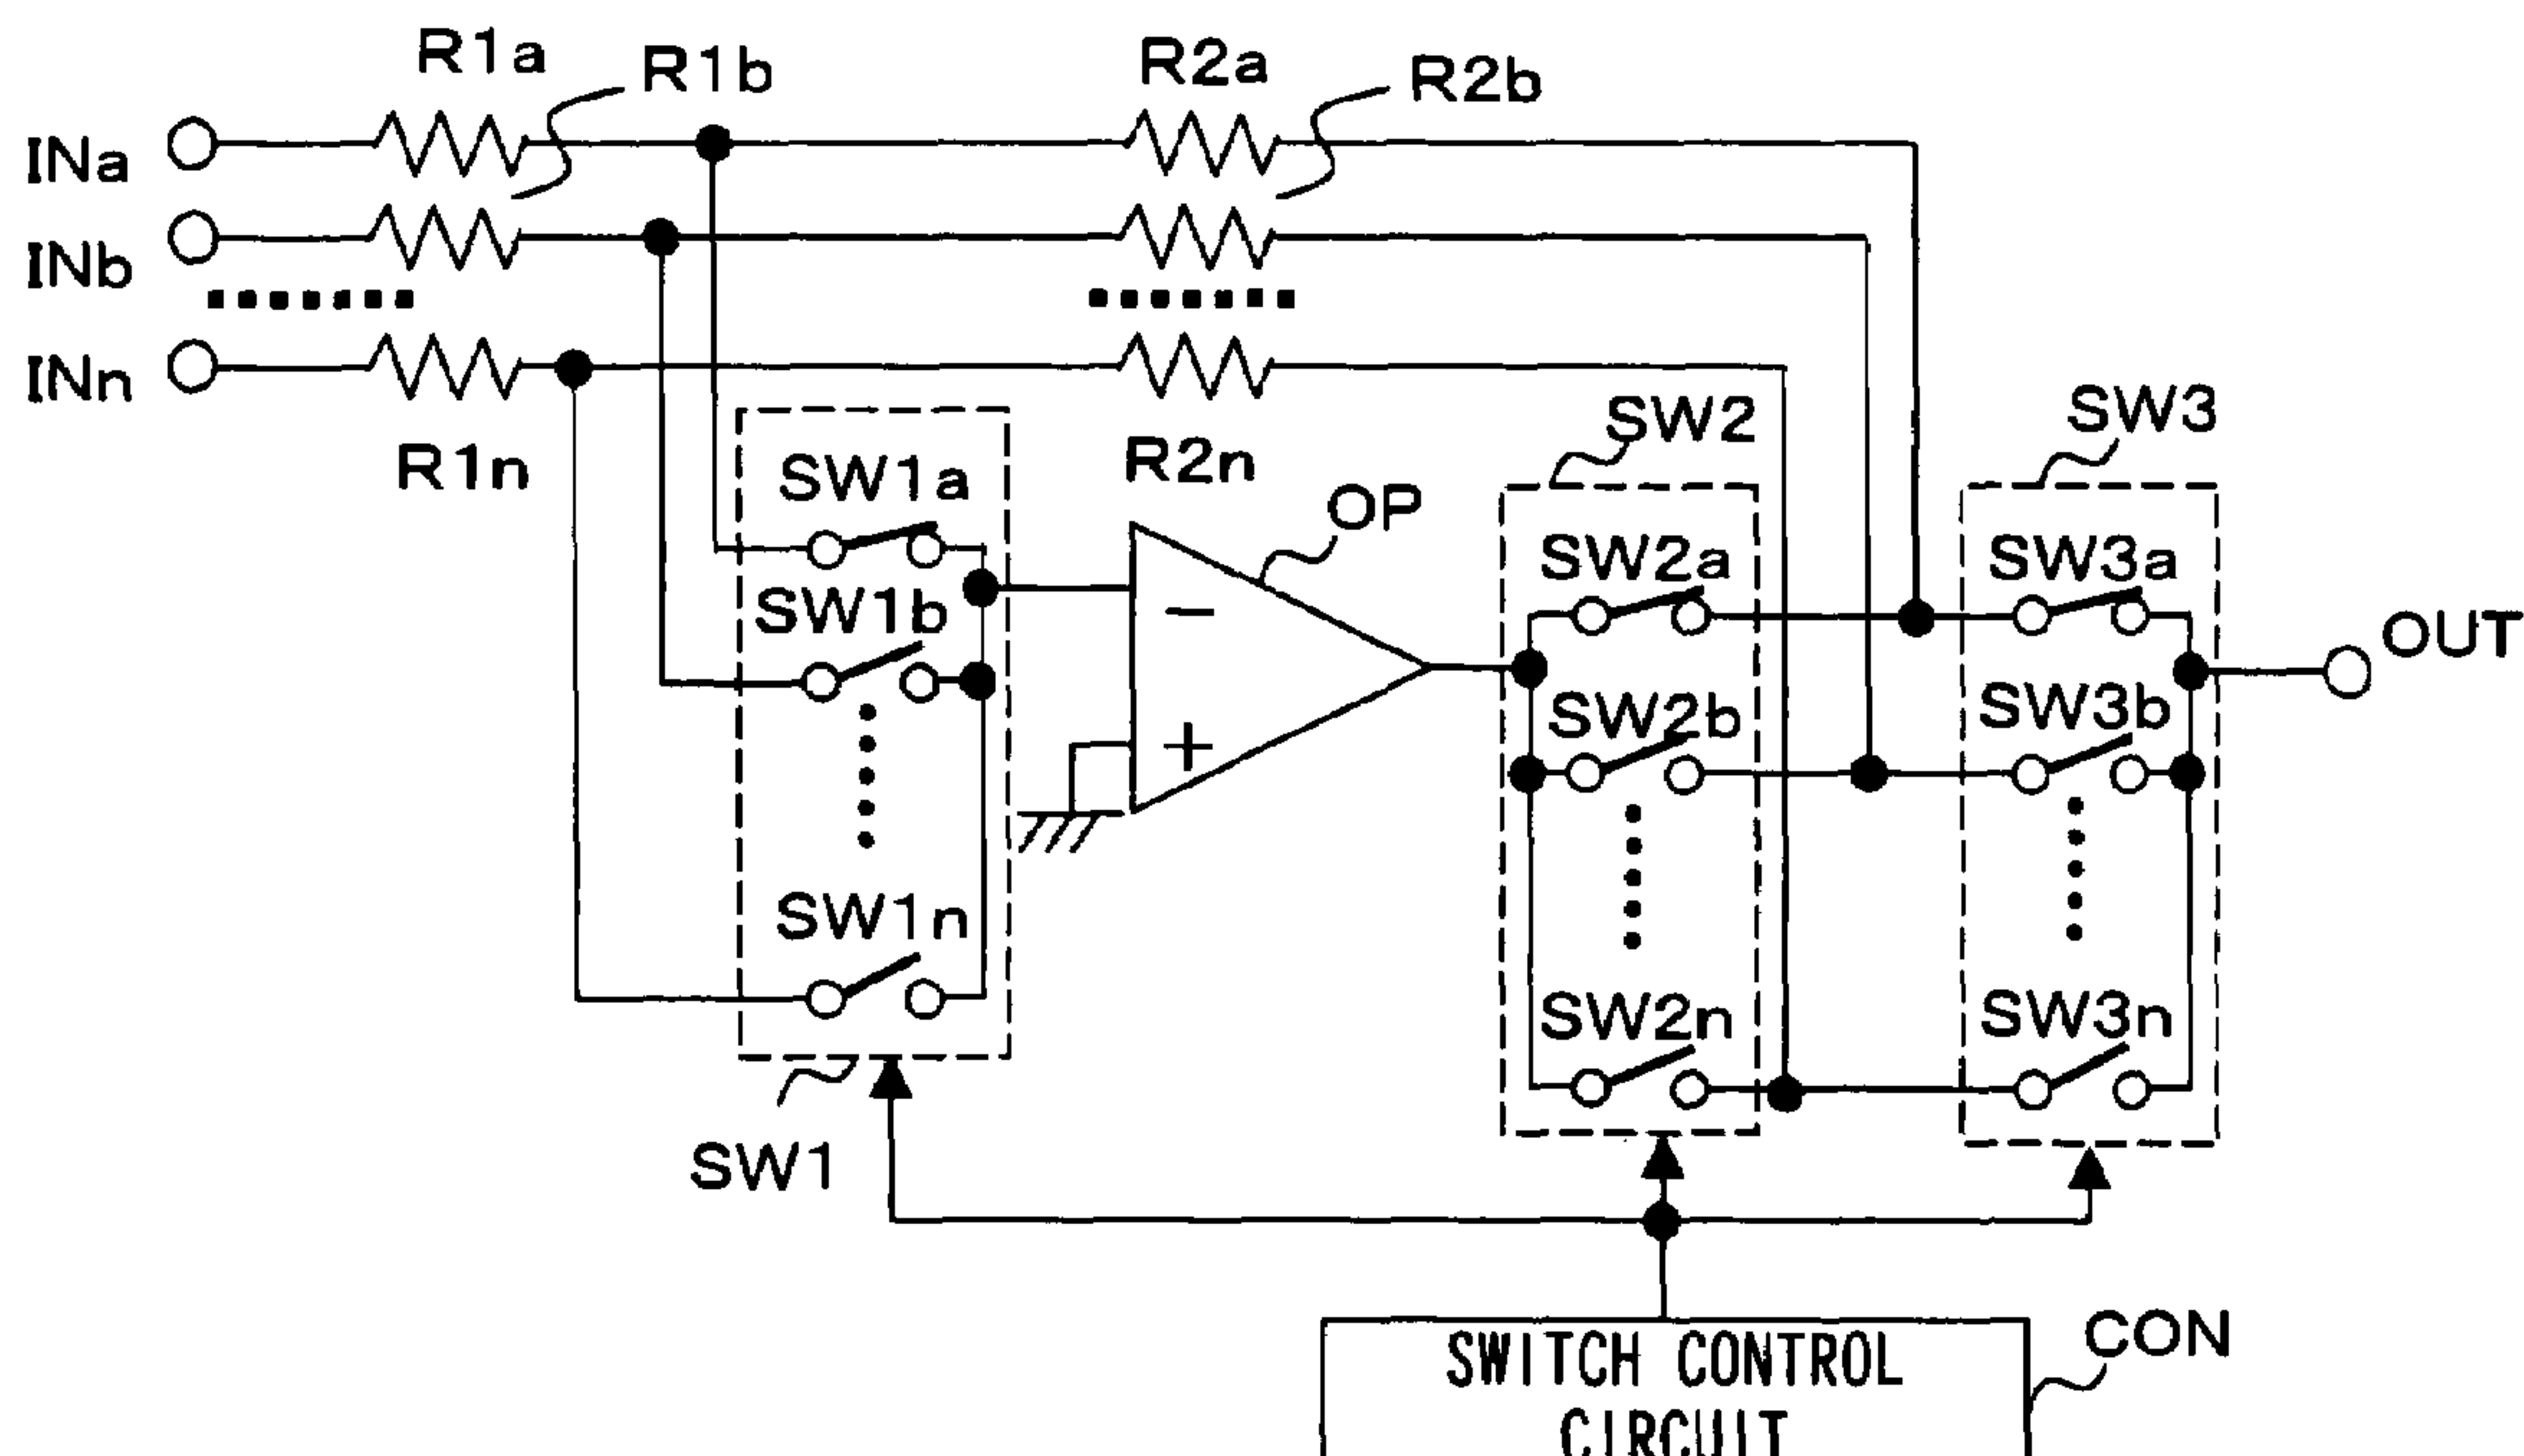 R1a
R1b
R2a
R2b
INa
INb
INn
R1n
R2n
SW1a
SW1b
SW1n
SW1
OP
−
+
SW2
SW2a
SW2b
SW2n
SW3
SW3a
SW3b
SW3n
OUT
SWITCH CONTROL
CIRCUIT
CON